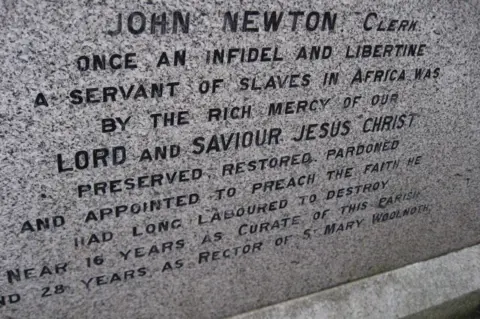 JOHN NEWTON CLERK
ONCE AN INFIDEL AND LIBERTINE
A SERVANT OF SLAVES IN AFRICA WAS
BY THE RICH MERCY OF OUR
LORD AND SAVIOUR JESUS CHRIST
PRESERVED, RESTORED, PARDONED
AND APPOINTED TO PREACH THE FAITH HE
HAD LONG LABOURED TO DESTROY
NEAR 16 YEARS AS CURATE OF THIS PARISH
ND 28 YEARS AS RECTOR OF ST MARY WOOLNOTH.